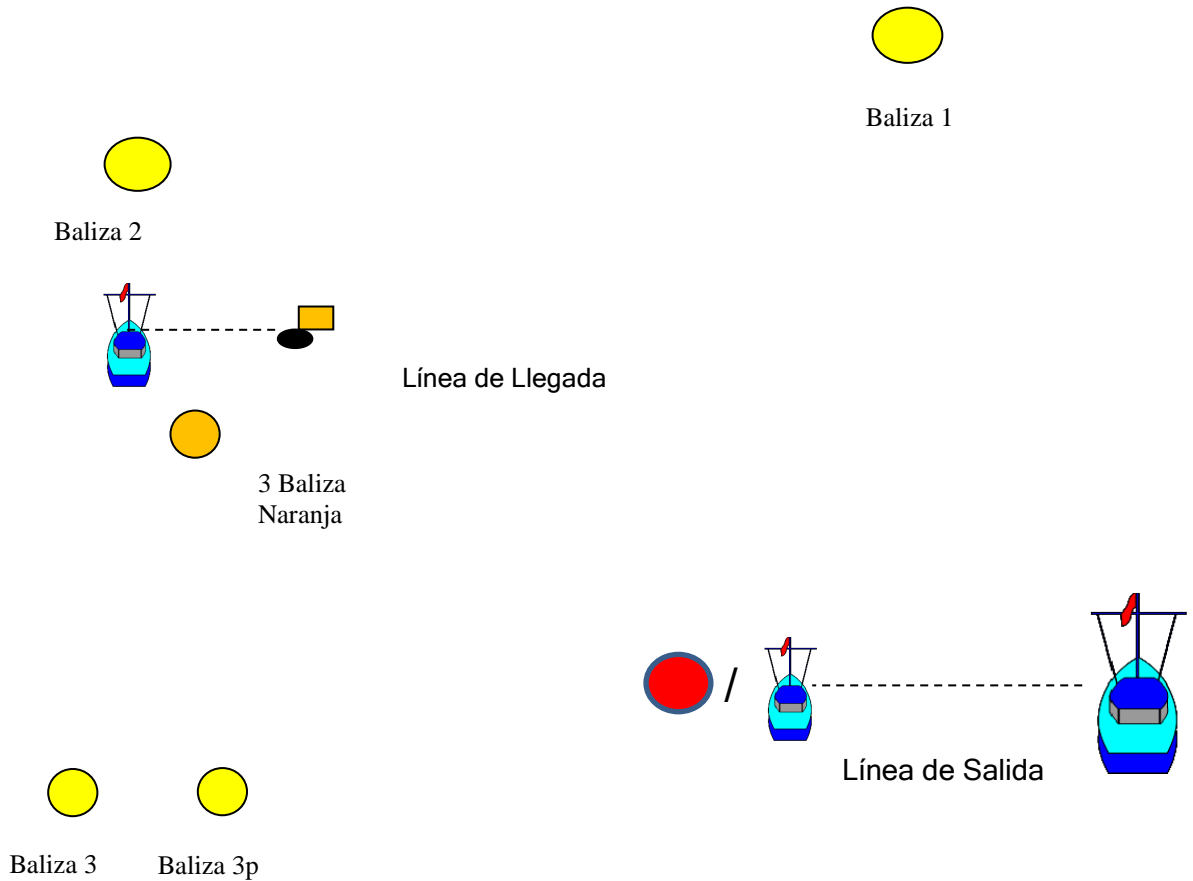 Baliza 1
Baliza 2
Línea de Llegada
3 Baliza
Naranja
/
Línea de Salida
Baliza 3
Baliza 3p